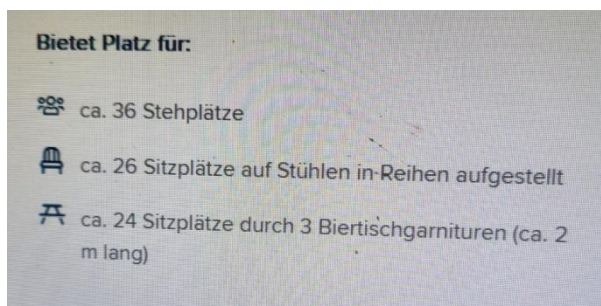 Bietet Platz für:
ca. 36 Stehplätze
ca. 26 Sitzplätze auf Stühlen in Reihen aufgestellt
ca. 24 Sitzplätze durch 3 Biertischgarnituren (ca. 2
m lang)